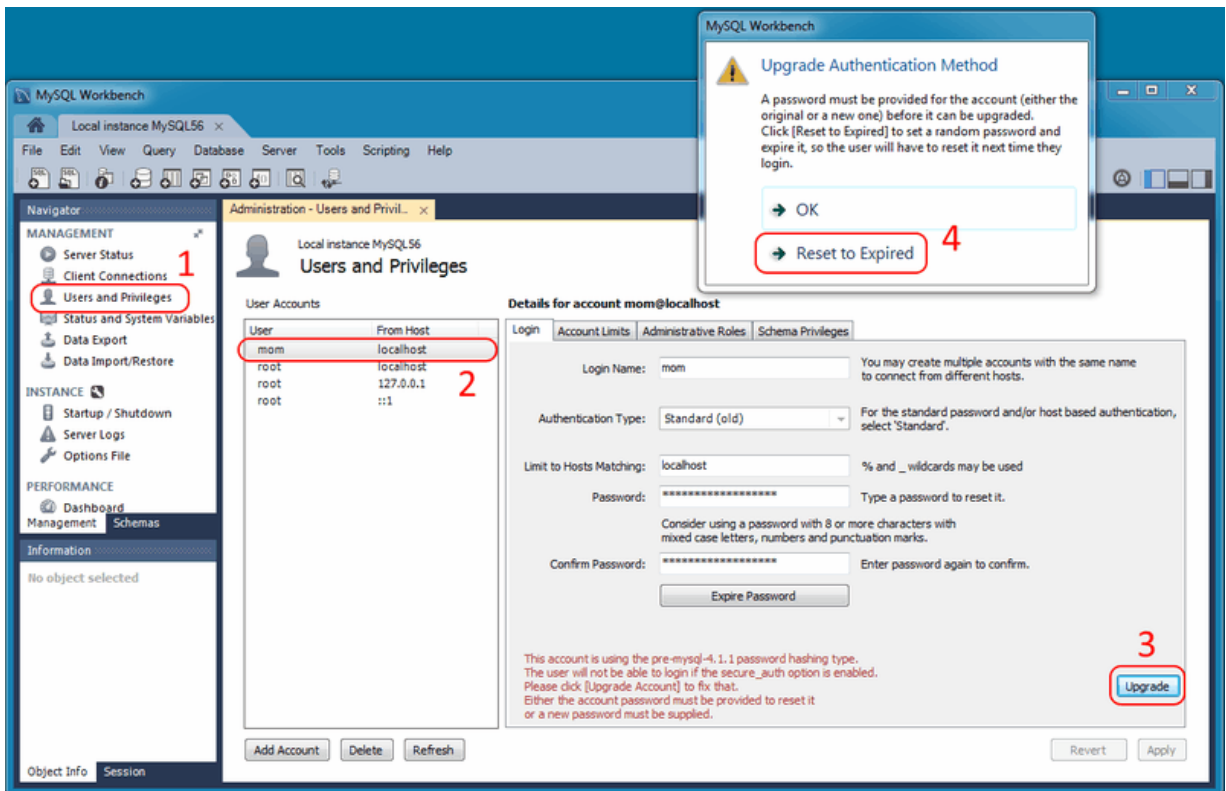 MySQL Workbench
Upgrade Authentication Method
A password must be provided for the account (either the
original or a new one) before it can be upgraded.
Click [Reset to Expired] to set a random password and
expire it, so the user will have to reset it next time they
login.
OK
Reset to Expired
4
MySQL Workbench
Local instance MySQL56
File Edit View Query Database Server Tools Scripting Help
Navigator
MANAGEMENT
Server Status
1
Client Connections
Users and Privileges
Status and System Variables
Data Export
Data Import/Restore
INSTANCE
Startup / Shutdown
Server Logs
Options File
PERFORMANCE
Dashboard
Management Schemas
Information
No object selected
Object Info Session
Administration - Users and Privil...
Local instance MySQL56
Users and Privileges
User Accounts
User From Host
mom localhost
root localhost
root 127.0.0.1
root ::1
2
Add Account Delete Refresh
Details for account mom@localhost
Login Account Limits Administrative Roles Schema Privileges
Login Name: mom
You may create multiple accounts with the same name
to connect from different hosts.
Authentication Type: Standard (old)
For the standard password and/or host based authentication,
select 'Standard'.
Limit to Hosts Matching: localhost % and _ wildcards may be used
Password: ****************** Type a password to reset it.
Consider using a password with 8 or more characters with
mixed case letters, numbers and punctuation marks.
Confirm Password: ****************** Enter password again to confirm.
Expire Password
This account is using the pre-mysql-4.1.1 password hashing type.
The user will not be able to login if the secure_auth option is enabled.
Please click [Upgrade Account] to fix that.
Either the account password must be provided to reset it
or a new password must be supplied.
3
Upgrade
Revert Apply